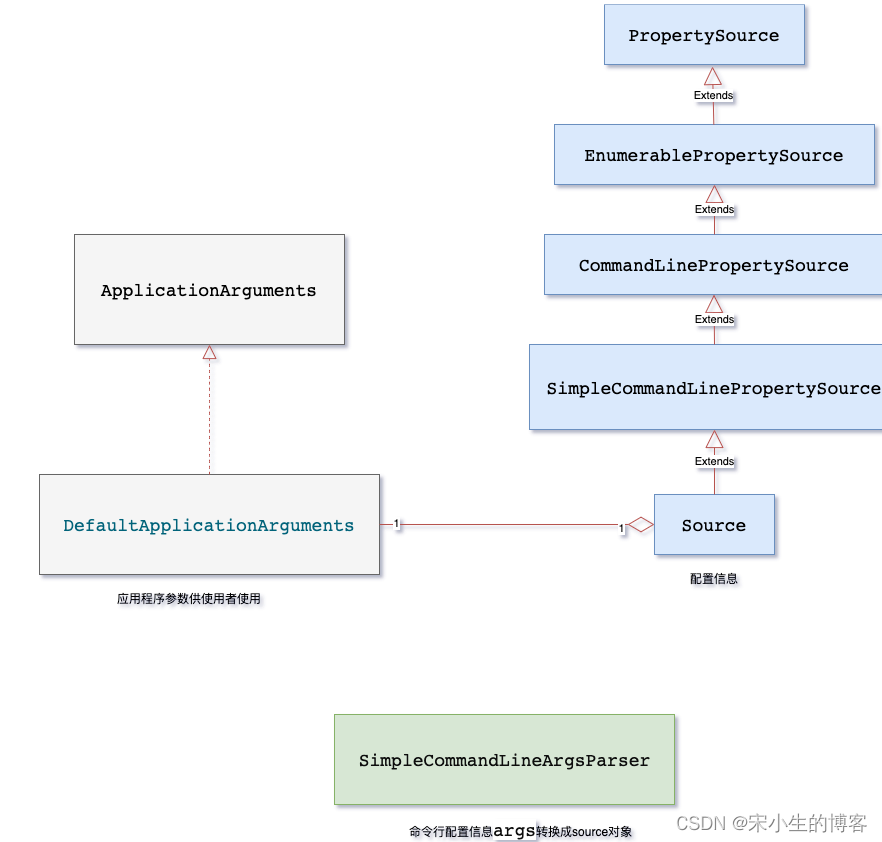 PropertySource
Extends
EnumerablePropertySource
Extends
CommandLinePropertySource
Extends
SimpleCommandLinePropertySource
Extends
Source
配置信息
ApplicationArguments
DefaultApplicationArguments
1
1
应用程序参数供使用者使用
SimpleCommandLineArgsParser
命令行配置信息args转换成source对象
CSDN @宋小生的博客